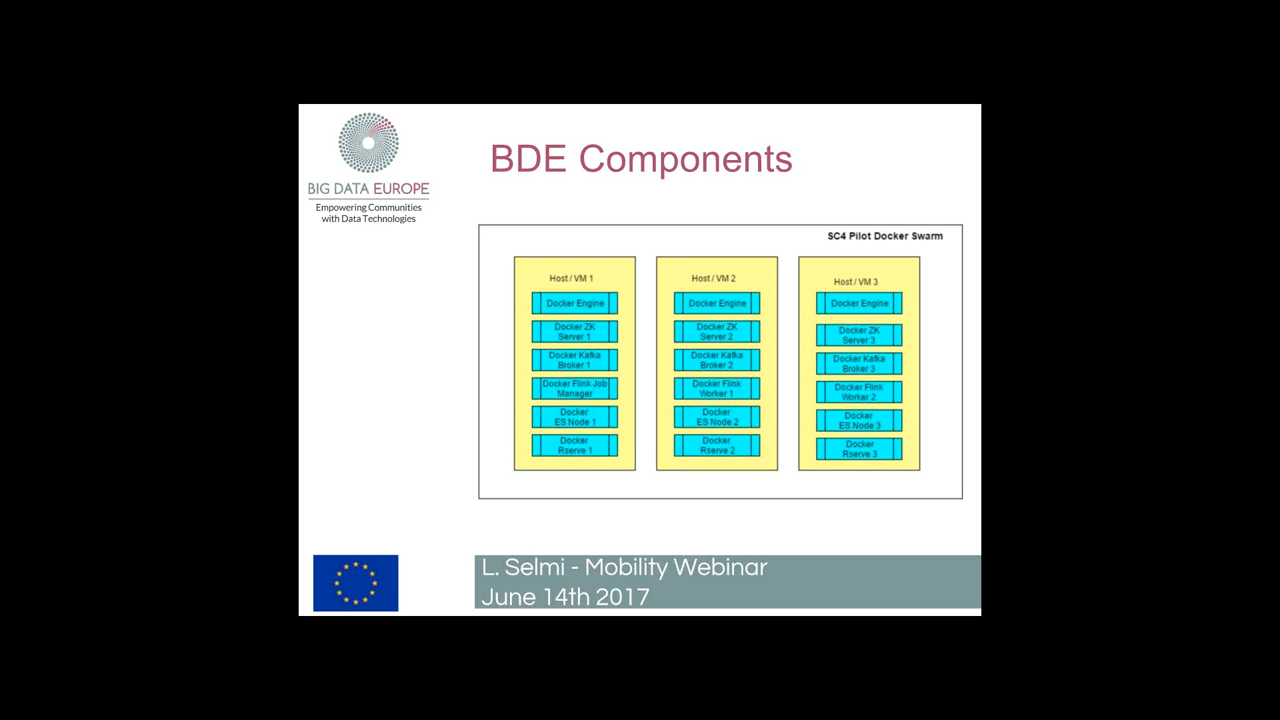 BIG DATA EUROPE
Empowering Communities
with Data Technologies
BDE Components
SC4 Pilot Docker Swarm
Host / VM 1
Docker Engine
Docker ZK
Server 1
Docker Kafka
Broker 1
Docker Flink Job
Manager
Docker
ES Node 1
Docker
Rserve 1
Host / VM 2
Docker Engine
Docker ZK
Server 2
Docker Kafka
Broker 2
Docker Flink
Worker 1
Docker
ES Node 2
Docker
Rserve 2
Host / VM 3
Docker Engine
Docker ZK
Server 3
Docker Kafka
Broker 3
Docker Flink
Worker 2
Docker
ES Node 3
Docker
Rserve 3
L. Selmi - Mobility Webinar
June 14th 2017